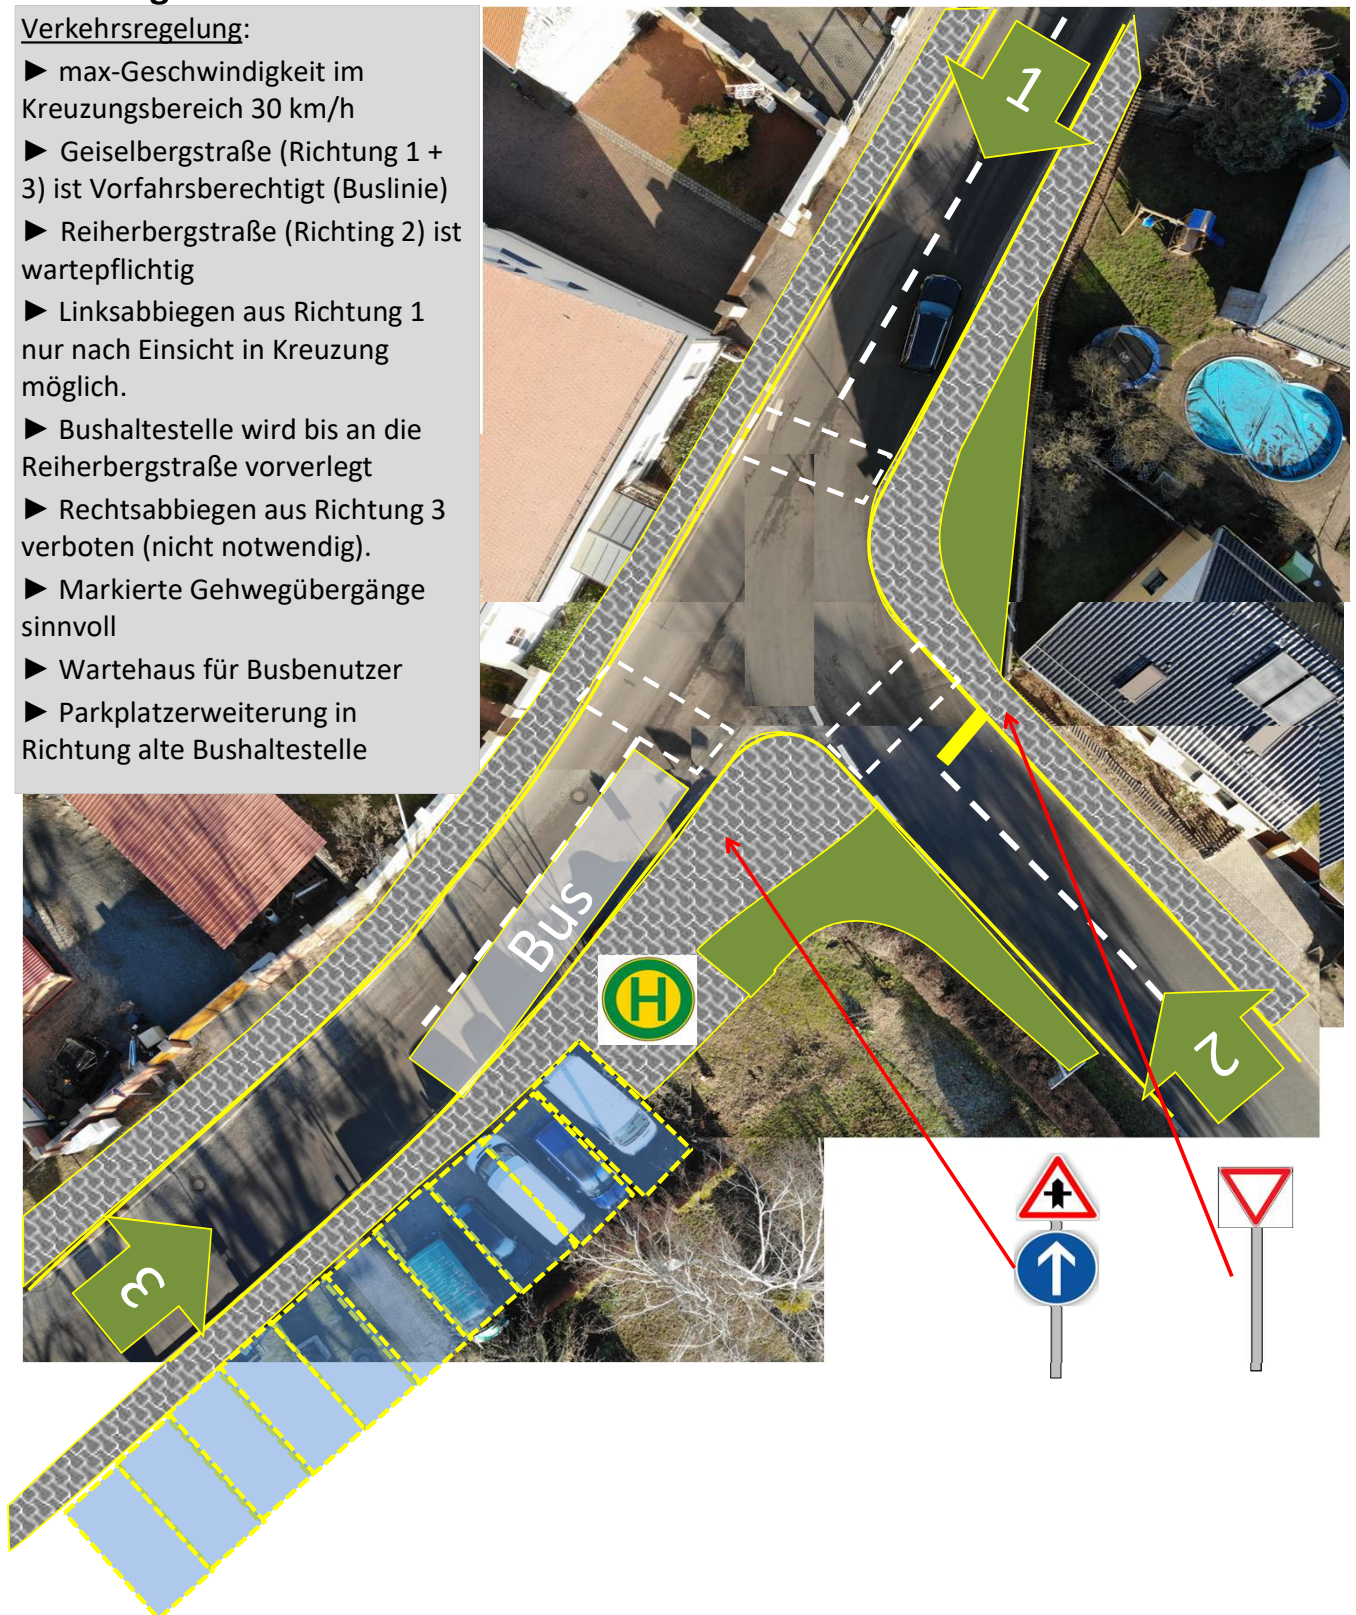 Verkehrsregelung:
► max-Geschwindigkeit im
Kreuzungsbereich 30 km/h
► Geiselbergstraße (Richtung 1 +
3) ist Vorfahrsberechtigt (Buslinie)
► Reiherbergstraße (Richting 2) ist
wartepflichtig
► Linksabbiegen aus Richtung 1
nur nach Einsicht in Kreuzung
möglich.
► Bushaltestelle wird bis an die
Reiherbergstraße vorverlegt
► Rechtsabbiegen aus Richtung 3
verboten (nicht notwendig).
► Markierte Gehwegübergänge
sinnvoll
► Wartehaus für Busbenutzer
► Parkplatzerweiterung in
Richtung alte Bushaltestelle
1
Bus
H
2
3